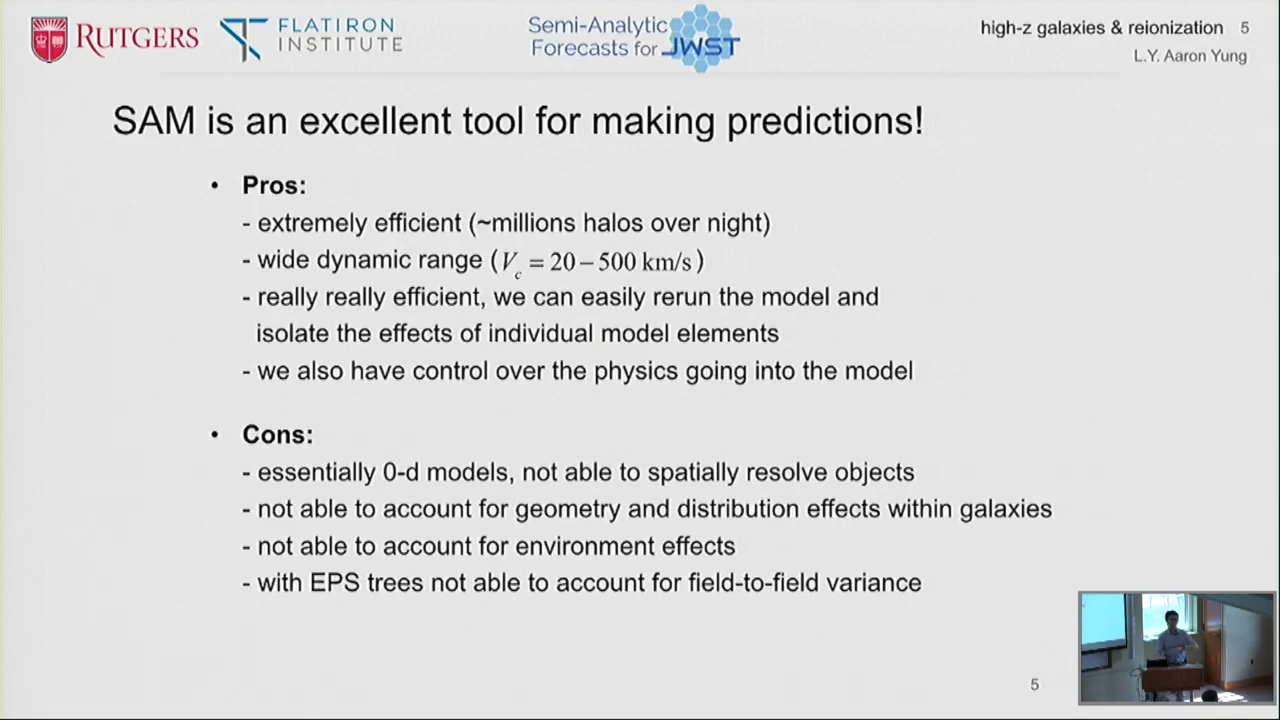 RUTGERS
FLATIRON
INSTITUTE
Semi-Analytic
Forecasts for JWST
high-z galaxies & reionization 5
L.Y. Aaron Yung
SAM is an excellent tool for making predictions!
• Pros:
- extremely efficient (~millions halos over night)
- wide dynamic range (Vc = 20 – 500 km/s)
- really really efficient, we can easily rerun the model and
isolate the effects of individual model elements
- we also have control over the physics going into the model
• Cons:
- essentially 0-d models, not able to spatially resolve objects
- not able to account for geometry and distribution effects within galaxies
- not able to account for environment effects
- with EPS trees not able to account for field-to-field variance
5